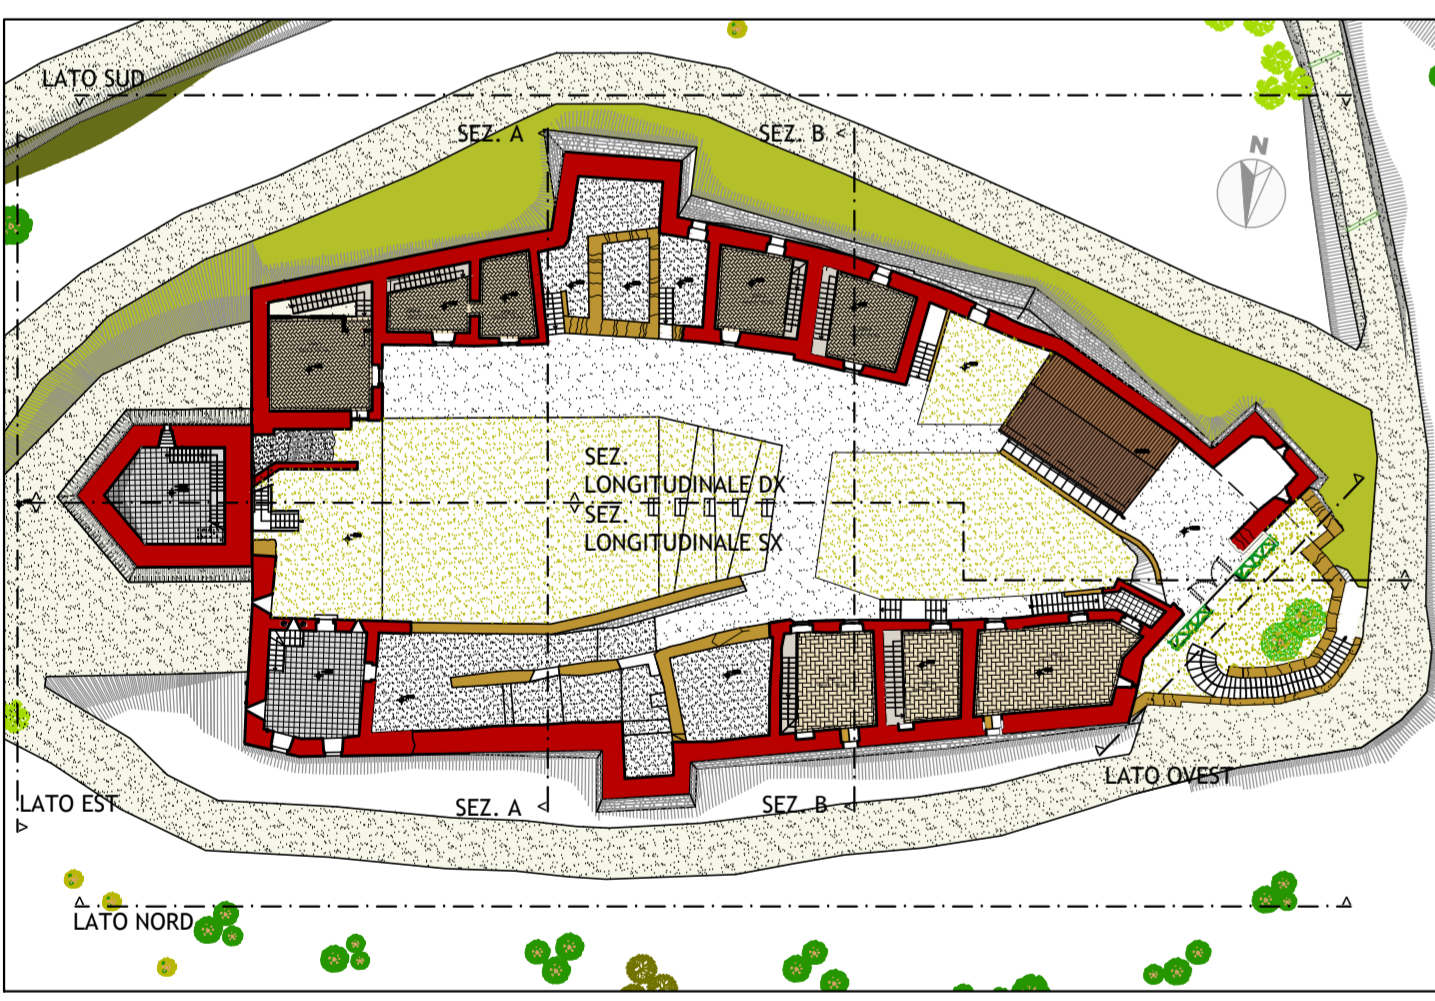 LATO SUD
SEZ. A
SEZ. B
N
SEZ.
LONGITUDINALE DX
SEZ.
LONGITUDINALE SX
LATO OVEST
LATO EST
SEZ. A
SEZ. B
LATO NORD